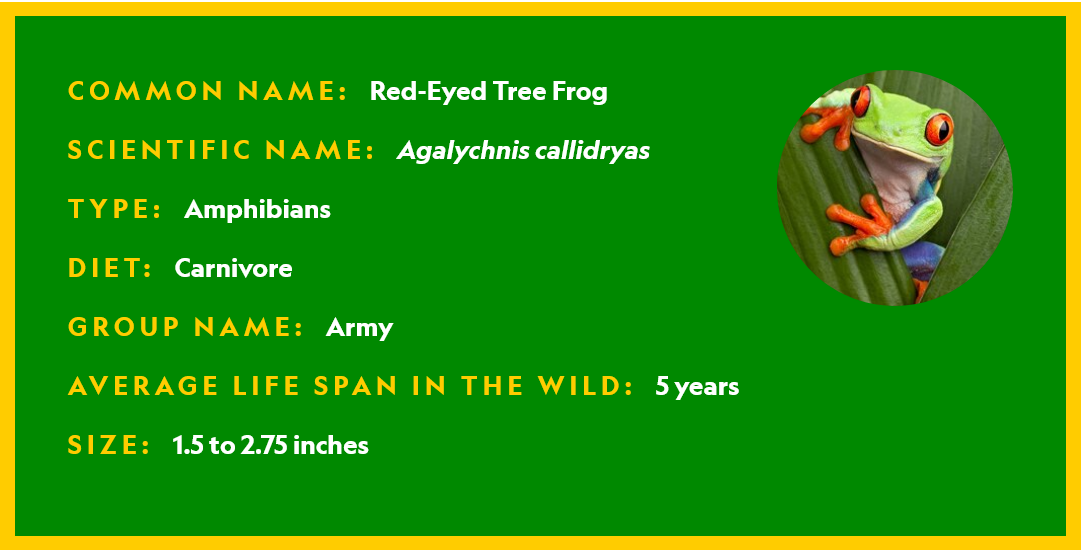 COMMON NAME: Red-Eyed Tree Frog
SCIENTIFIC NAME: Agalychnis callidryas
TYPE: Amphibians
DIET: Carnivore
GROUP NAME: Army
AVERAGE LIFE SPAN IN THE WILD: 5 years
SIZE: 1.5 to 2.75 inches